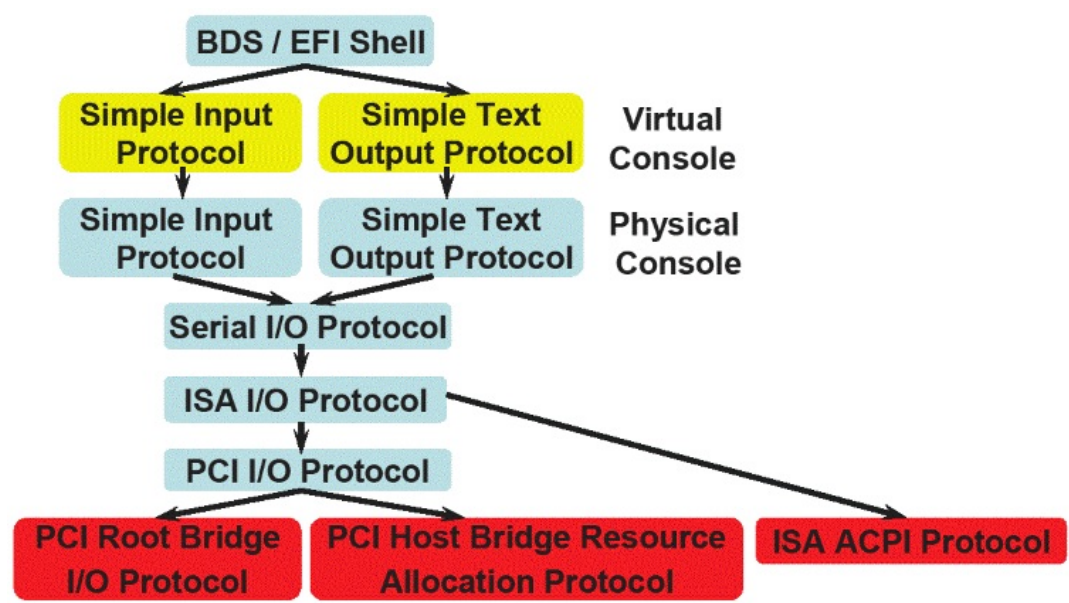 BDS / EFI Shell
Simple Input
Protocol
Simple Text
Output Protocol
Virtual
Console
Simple Input
Protocol
Simple Text
Output Protocol
Physical
Console
Serial I/O Protocol
ISA I/O Protocol
PCI I/O Protocol
PCI Root Bridge
I/O Protocol
PCI Host Bridge Resource
Allocation Protocol
ISA ACPI Protocol